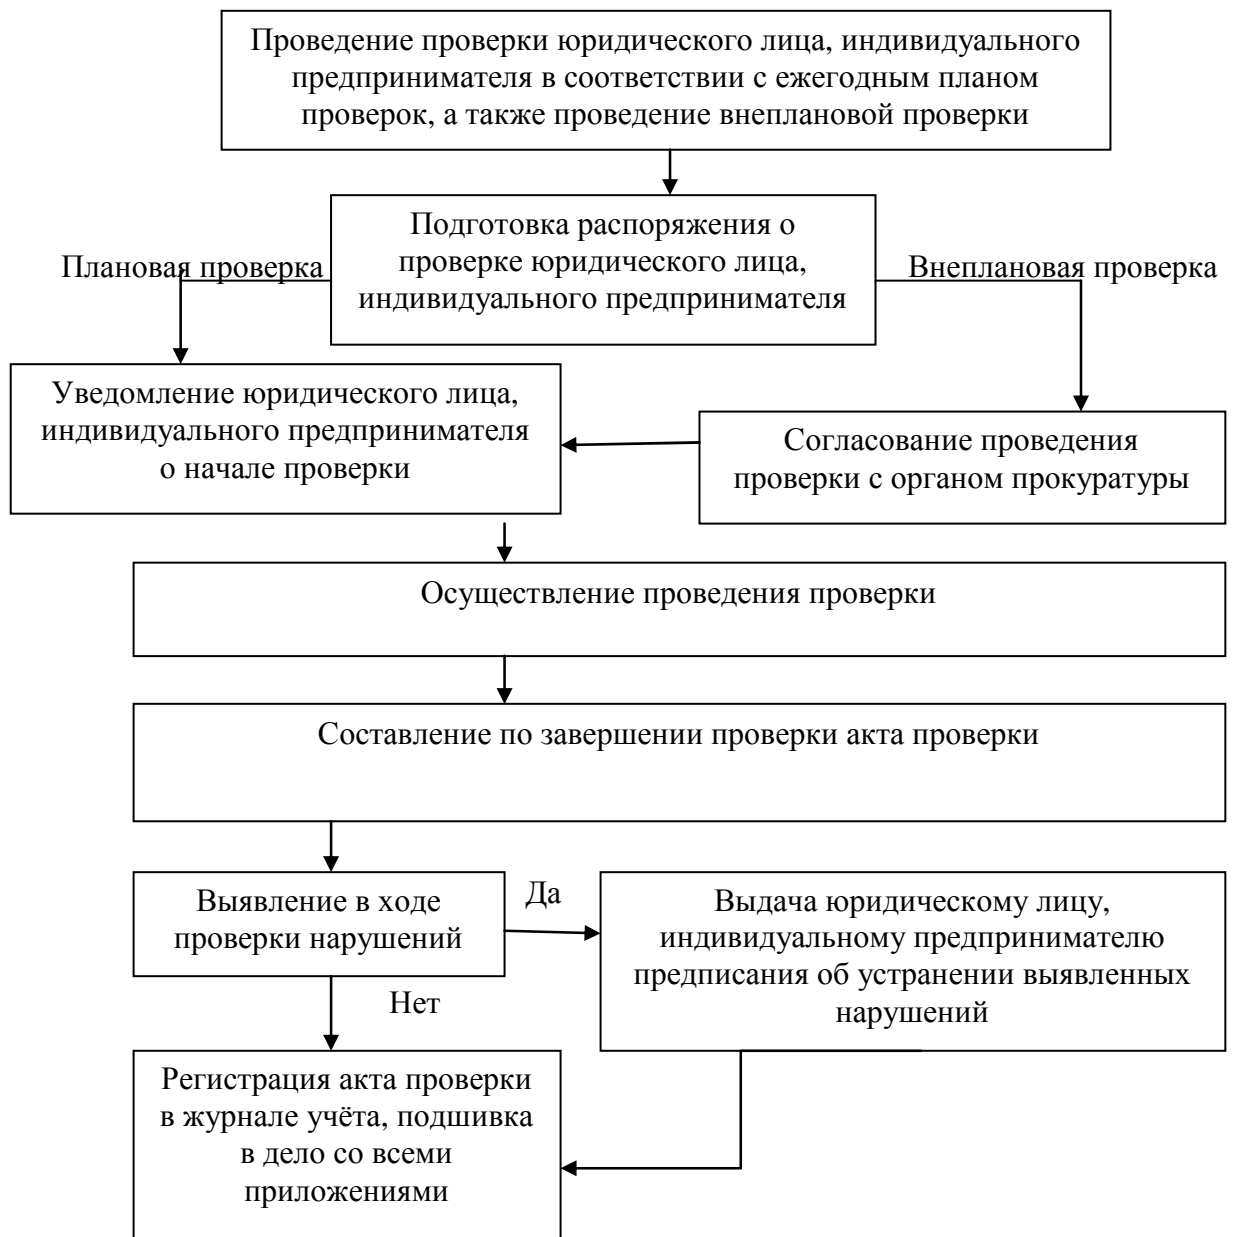 Проведение проверки юридического лица, индивидуального
предпринимателя в соответствии с ежегодным планом
проверок, а также проведение внеплановой проверки
Подготовка распоряжения о
проверке юридического лица,
индивидуального предпринимателя
Плановая проверка
Внеплановая проверка
Уведомление юридического лица,
индивидуального предпринимателя
о начале проверки
Согласование проведения
проверки с органом прокуратуры
Осуществление проведения проверки
Составление по завершении проверки акта проверки
Выявление в ходе
проверки нарушений
Да
Выдача юридическому лицу,
индивидуальному предпринимателю
предписания об устранении выявленных
нарушений
Нет
Регистрация акта проверки
в журнале учёта, подшивка
в дело со всеми
приложениями